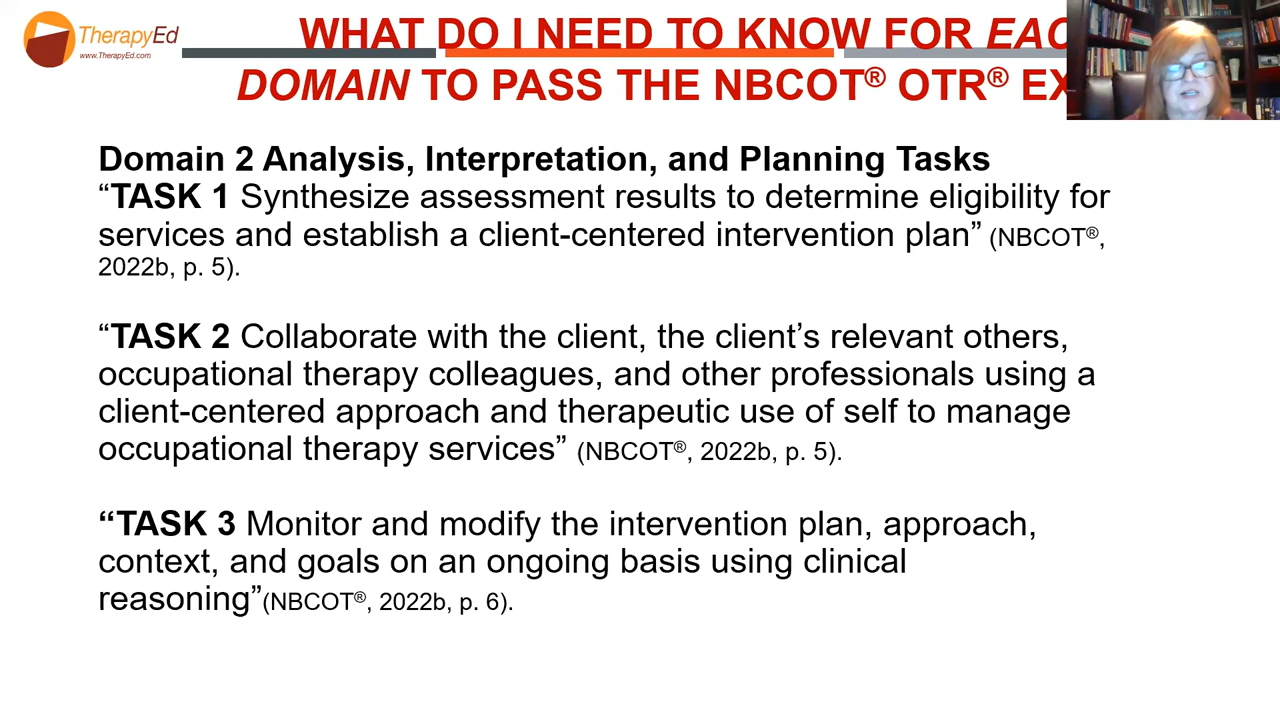 TherapyEd
www.TherapyEd.com
WHAT DO I NEED TO KNOW FOR EAC
DOMAIN TO PASS THE NBCOT® OTR® EX
Domain 2 Analysis, Interpretation, and Planning Tasks
“TASK 1 Synthesize assessment results to determine eligibility for
services and establish a client-centered intervention plan” (NBCOT®,
2022b, p. 5).
“TASK 2 Collaborate with the client, the client’s relevant others,
occupational therapy colleagues, and other professionals using a
client-centered approach and therapeutic use of self to manage
occupational therapy services” (NBCOT®, 2022b, p. 5).
“TASK 3 Monitor and modify the intervention plan, approach,
context, and goals on an ongoing basis using clinical
reasoning”(NBCOT®, 2022b, p. 6).